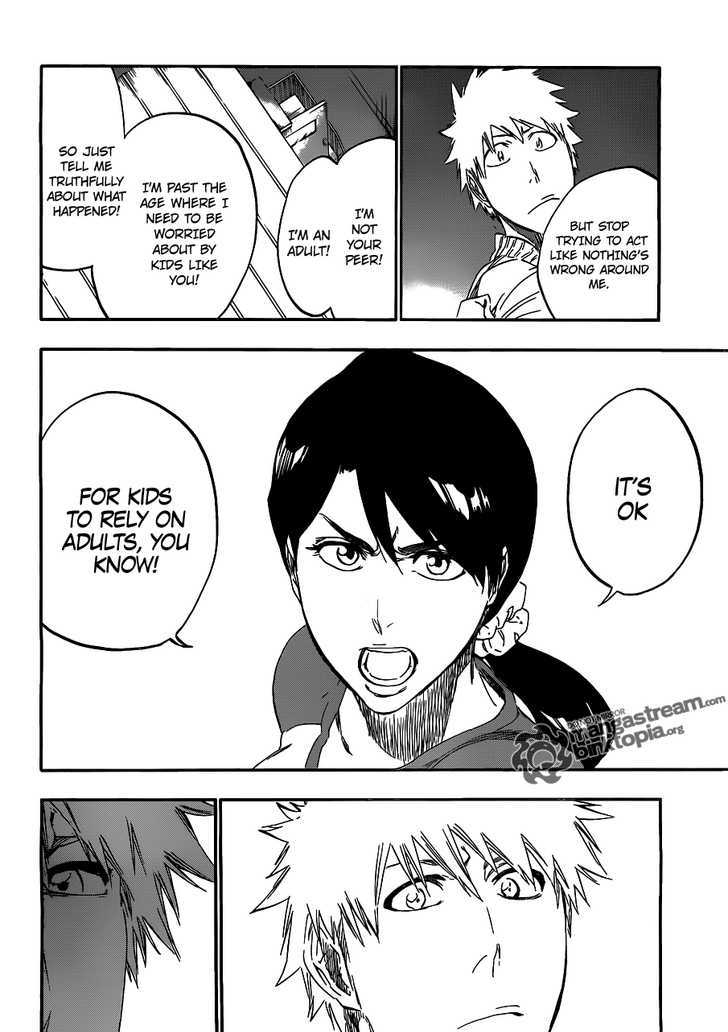 BUT STOP
TRYING TO ACT
LIKE NOTHING'S
WRONG AROUND
ME.
I'M
NOT
YOUR
PEER!
I'M AN
ADULT!
I'M PAST THE
AGE WHERE I
NEED TO BE
WORRIED
ABOUT BY
KIDS LIKE
YOU!
SO JUST
TELL ME
TRUTHFULLY
ABOUT WHAT
HAPPENED!
IT'S
OK
FOR KIDS
TO RELY ON
ADULTS, YOU
KNOW!
mangastream.com
binktopia.org